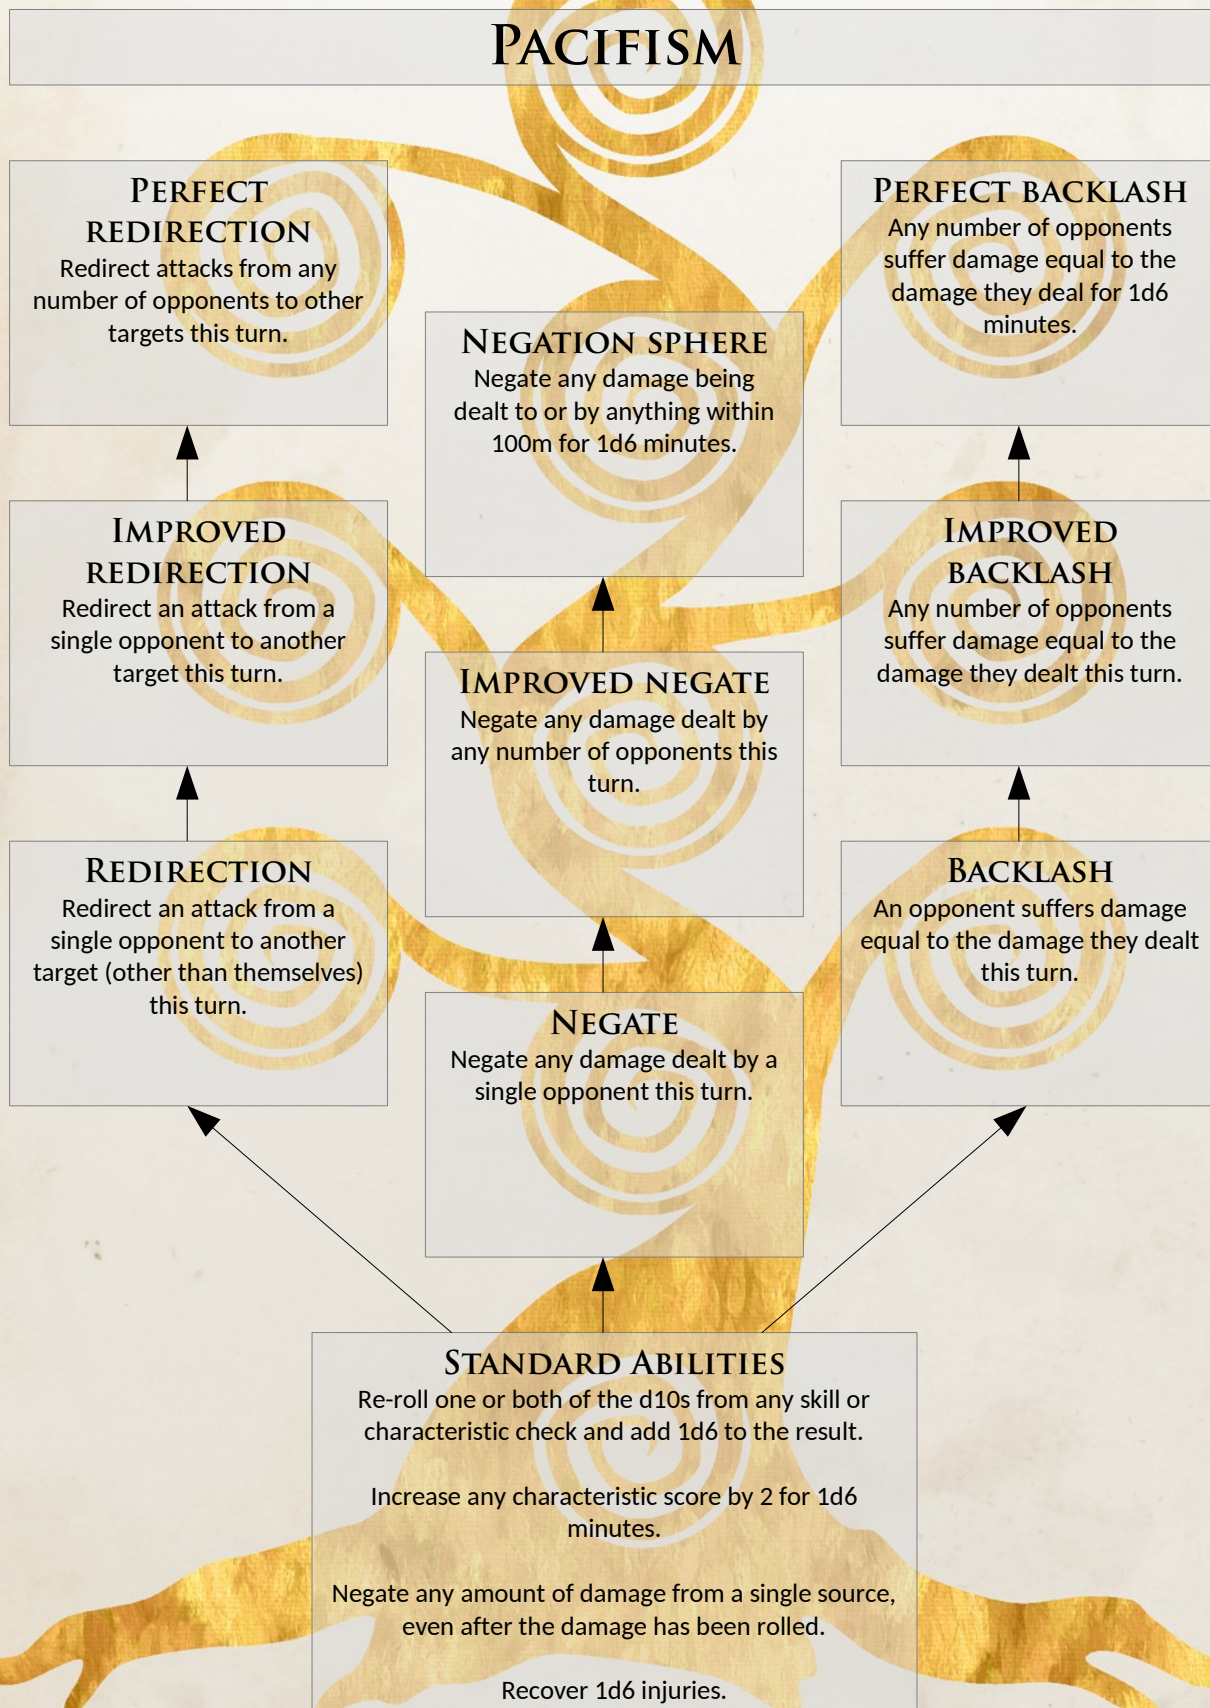 Pacifism
Perfect
redirection
Redirect attacks from any
number of opponents to other
targets this turn.
Negation sphere
Negate any damage being
dealt to or by anything within
100m for 1d6 minutes.
Perfect backlash
Any number of opponents
suffer damage equal to the
damage they deal for 1d6
minutes.
Improved
redirection
Redirect an attack from a
single opponent to another
target this turn.
Improved negate
Negate any damage dealt by
any number of opponents this
turn.
Improved
backlash
Any number of opponents
suffer damage equal to the
damage they dealt this turn.
Redirection
Redirect an attack from a
single opponent to another
target (other than themselves)
this turn.
Negate
Negate any damage dealt by a
single opponent this turn.
Backlash
An opponent suffers damage
equal to the damage they dealt
this turn.
Standard Abilities
Re-roll one or both of the d10s from any skill or
characteristic check and add 1d6 to the result.
Increase any characteristic score by 2 for 1d6
minutes.
Negate any amount of damage from a single source,
even after the damage has been rolled.
Recover 1d6 injuries.